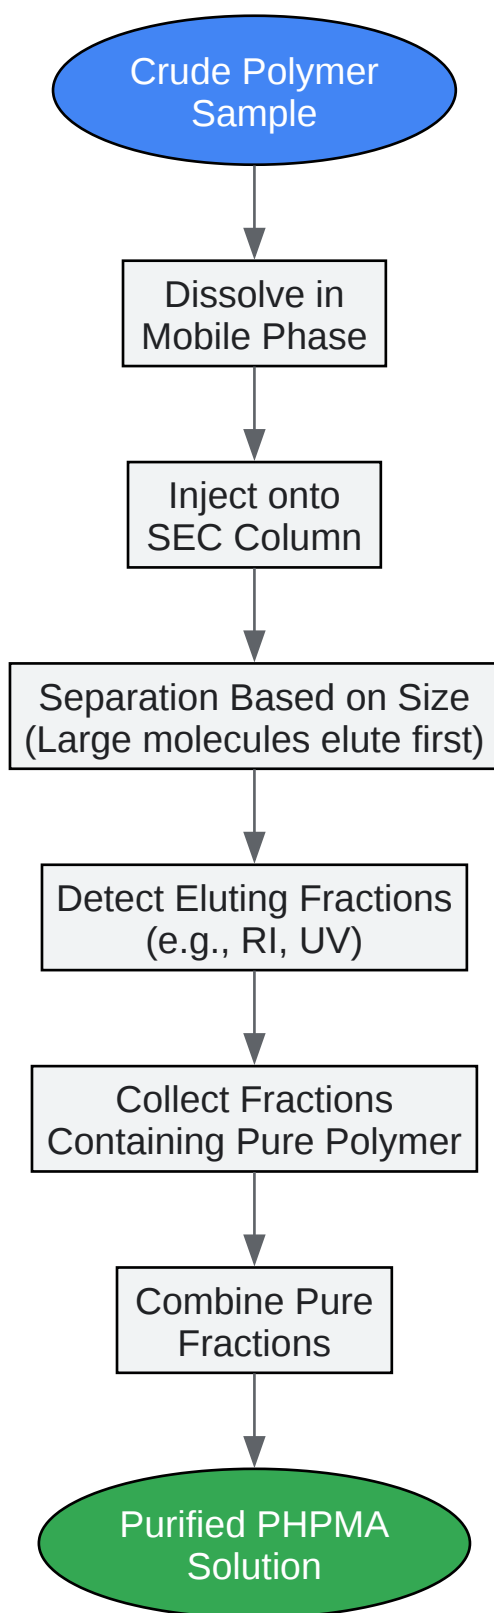 Crude Polymer
Sample
Dissolve in
Mobile Phase
Inject onto
SEC Column
Separation Based on Size
(Large molecules elute first)
Detect Eluting Fractions
(e.g., RI, UV)
Collect Fractions
Containing Pure Polymer
Combine Pure
Fractions
Purified PHPMA
Solution